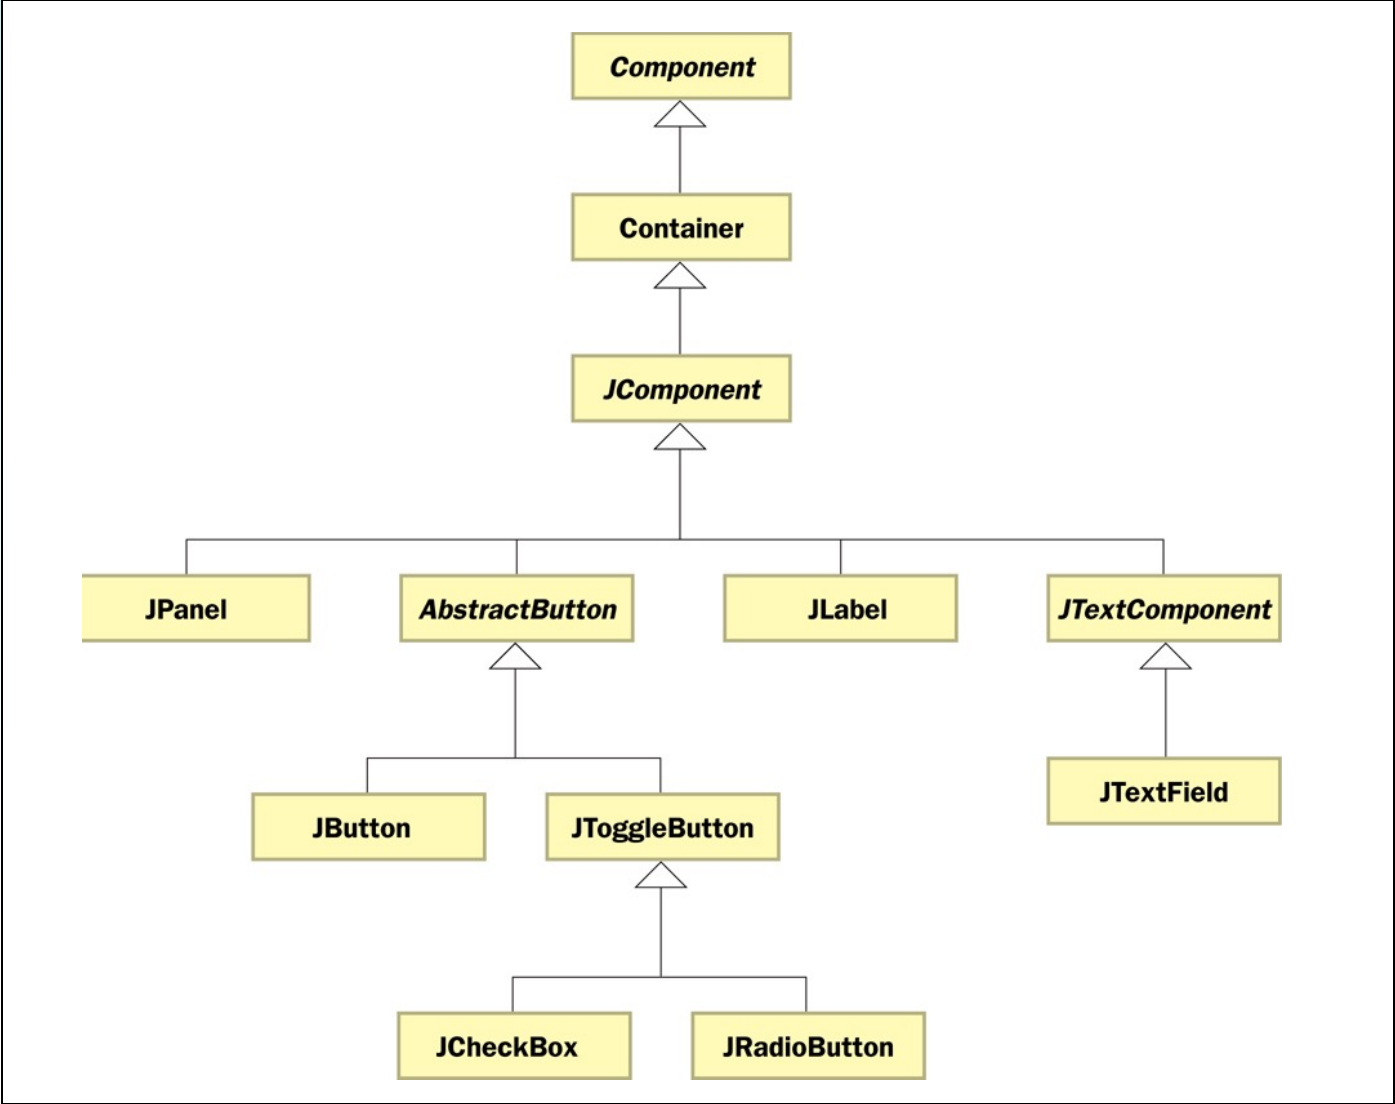 Component
Container
JComponent
JPanel
AbstractButton
JLabel
JTextComponent
JTextField
JButton
JToggleButton
JCheckBox
JRadioButton